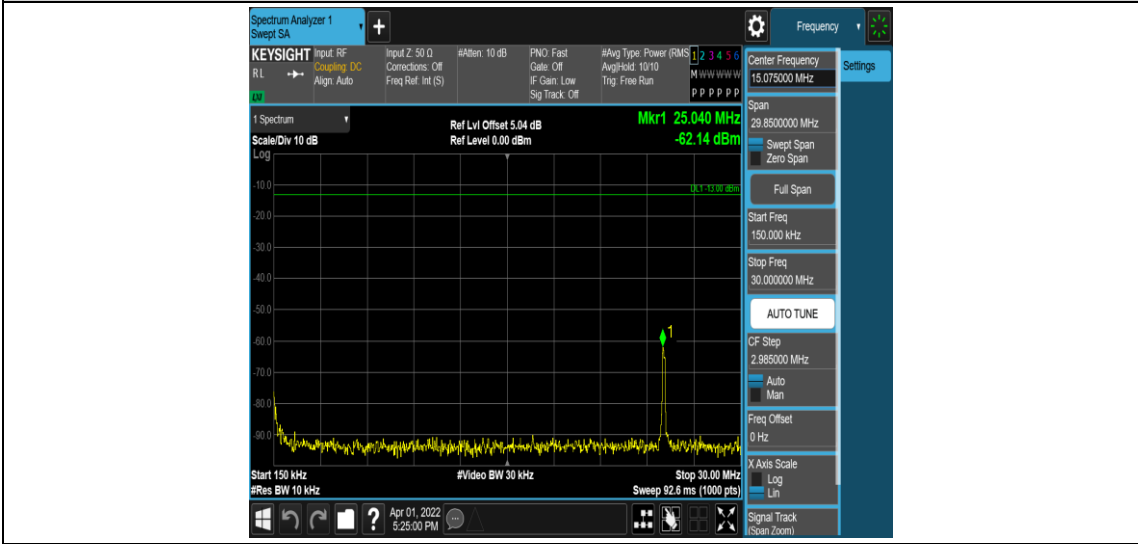 Spectrum Analyzer 1
Swept SA
+
Frequency
KEYSIGHT Input: RF Input Z: 50 Ω #Atten: 10 dB PNO: Fast #Avg Type: Power (RMS 1 2 3 4 5 6
RL Coupling: DC Corrections: Off Gate: Off Avg|Hold: 10/10 M W W W W W
Align: Auto Freq Ref: Int (S) IF Gain: Low Trig: Free Run
Sig Track: Off P P P P P P
1 Spectrum
Scale/Div 10 dB
Ref Lvl Offset 5.04 dB
Ref Level 0.00 dBm
Mkr1 25.040 MHz
-62.14 dBm
Log
DL1 -13.00 dBm
-10.0
-20.0
-30.0
-40.0
-50.0
-60.0
-70.0
-80.0
-90.0
1
Start 150 kHz #Video BW 30 kHz Stop 30.00 MHz
#Res BW 10 kHz Sweep 92.6 ms (1000 pts)
? Apr 01, 2022
5:25:00 PM
Center Frequency
15.075000 MHz
Settings
Span
29.8500000 MHz
Swept Span
Zero Span
Full Span
Start Freq
150.000 kHz
Stop Freq
30.000000 MHz
AUTO TUNE
CF Step
2.985000 MHz
Auto
Man
Freq Offset
0 Hz
X Axis Scale
Log
Lin
Signal Track
(Span Zoom)